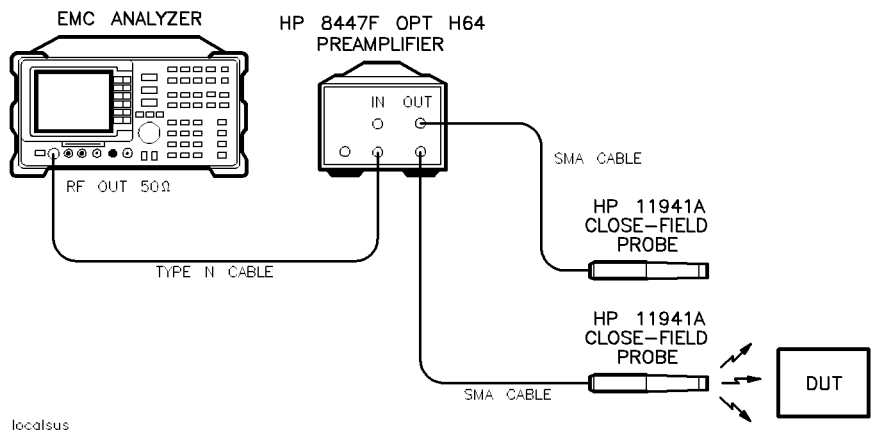 EMC ANALYZER
HP 8447F OPT H64
PREAMPLIFIER
IN OUT
RF OUT 50Ω
SMA CABLE
HP 11941A
CLOSE-FIELD
PROBE
TYPE N CABLE
HP 11941A
CLOSE-FIELD
PROBE
DUT
SMA CABLE
localsus